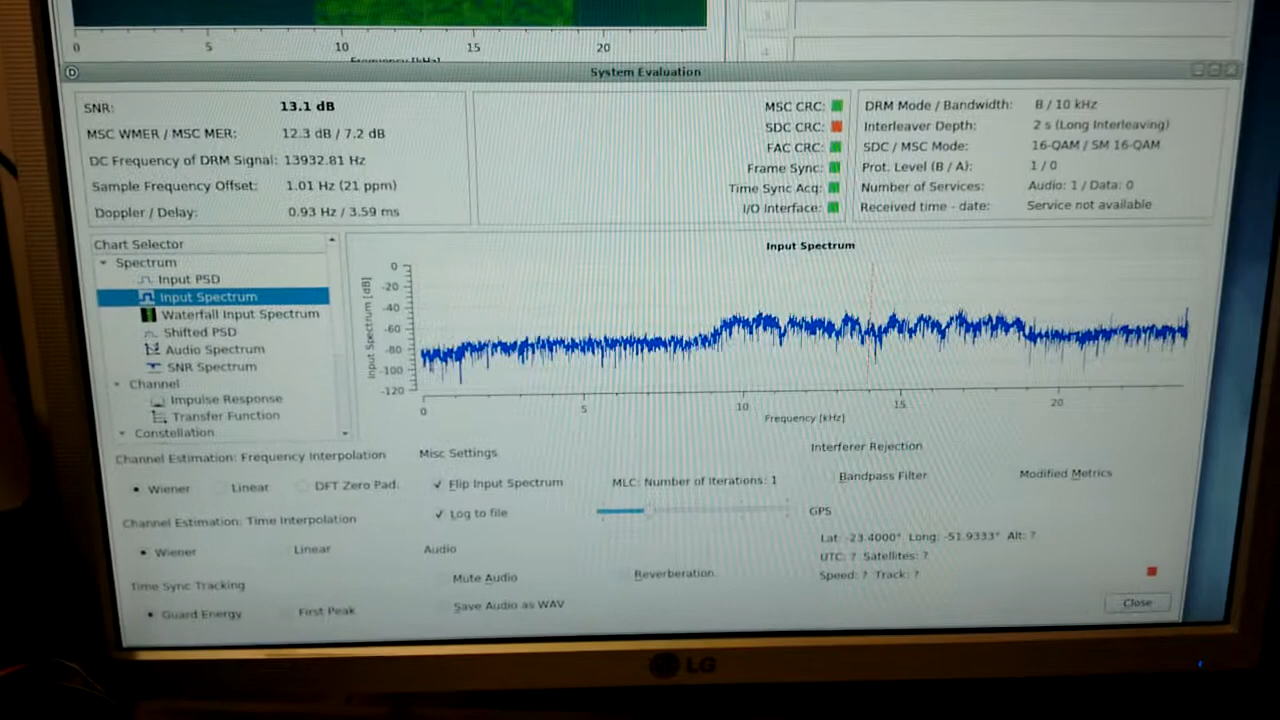 0 5 10 15 20
System Evaluation
SNR: 13.1 dB
MSC WMER / MSC MER: 12.3 dB / 7.2 dB
DC Frequency of DRM Signal: 13932.81 Hz
Sample Frequency Offset: 1.01 Hz (21 ppm)
Doppler / Delay: 0.93 Hz / 3.59 ms
MSC CRC:
SDC CRC:
FAC CRC:
Frame Sync:
Time Sync Acq:
I/O Interface:
DRM Mode / Bandwidth: B / 10 kHz
Interleaver Depth: 2 s (Long Interleaving)
SDC / MSC Mode: 16-QAM / SM 16-QAM
Prot. Level (B / A): 1 / 0
Number of Services: Audio: 1 / Data: 0
Received time - date: Service not available
Chart Selector
Spectrum
Input PSD
Input Spectrum
Waterfall Input Spectrum
Shifted PSD
Audio Spectrum
SNR Spectrum
Channel
Impulse Response
Transfer Function
Constellation
Input Spectrum
Input Spectrum [dB]
0
-20
-40
-60
-80
-100
-120
0 5 10 15 20
Frequency [kHz]
Channel Estimation: Frequency Interpolation
Wiener Linear DFT Zero Pad.
Channel Estimation: Time Interpolation
Wiener Linear
Time Sync Tracking
Guard Energy First Peak
Misc Settings
Flip Input Spectrum
Log to file
MLC: Number of Iterations: 1
Audio
Mute Audio Reverberation
Save Audio as WAV
Interferer Rejection
Bandpass Filter Modified Metrics
GPS
Lat: -23.4000° Long: -51.9333° Alt: ?
UTC: ? Satellites: ?
Speed: ? Track: ?
Close
LG